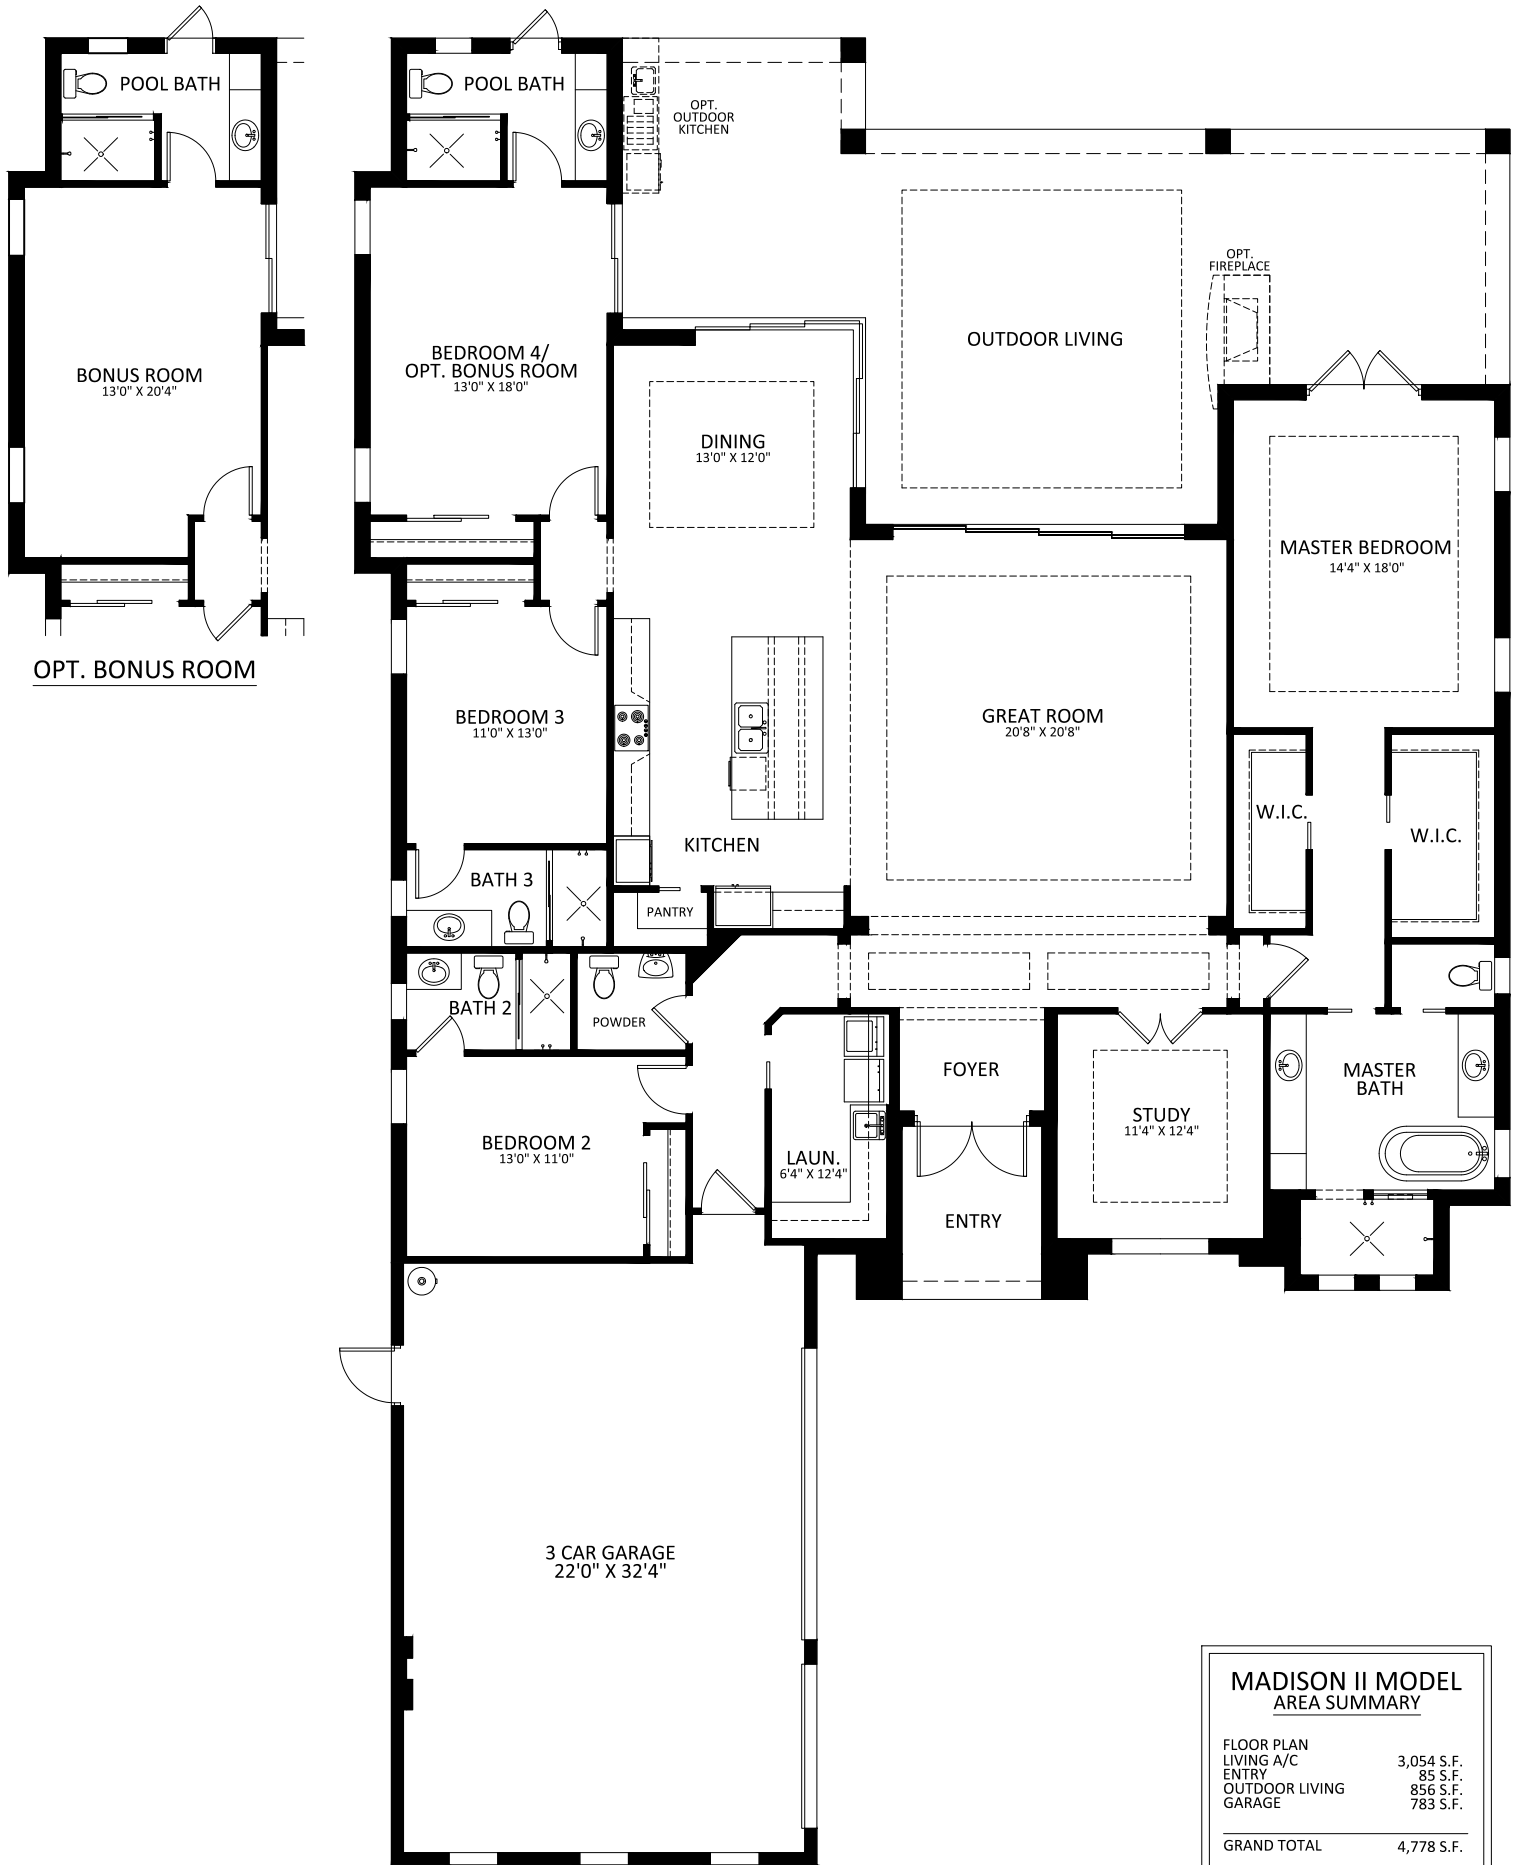 POOL BATH
BONUS ROOM
13'0" X 20'4"
OPT. BONUS ROOM
POOL BATH
OPT.
OUTDOOR
KITCHEN
BEDROOM 4/
OPT. BONUS ROOM
13'0" X 18'0"
OPT.
FIREPLACE
OUTDOOR LIVING
DINING
13'0" X 12'0"
MASTER BEDROOM
14'4" X 18'0"
BEDROOM 3
11'0" X 13'0"
GREAT ROOM
20'8" X 20'8"
W.I.C.
W.I.C.
KITCHEN
BATH 3
PANTRY
BATH 2
POWDER
FOYER
MASTER
BATH
STUDY
11'4" X 12'4"
BEDROOM 2
13'0" X 11'0"
LAUN.
6'4" X 12'4"
ENTRY
3 CAR GARAGE
22'0" X 32'4"
MADISON II MODEL
AREA SUMMARY
FLOOR PLAN
LIVING A/C 3,054 S.F.
ENTRY 85 S.F.
OUTDOOR LIVING 856 S.F.
GARAGE 783 S.F.
GRAND TOTAL 4,778 S.F.